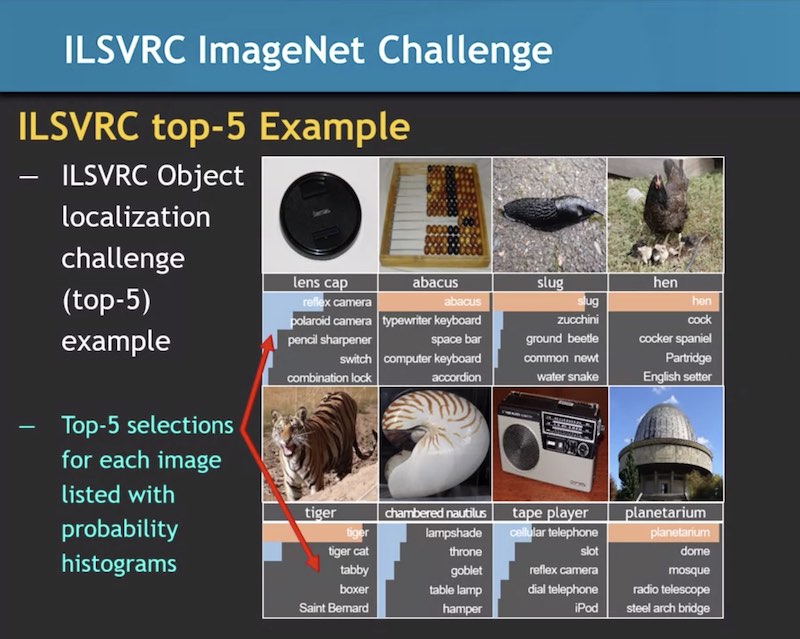 ILSVRC ImageNet Challenge
ILSVRC top-5 Example
– ILSVRC Object
localization
challenge
(top-5)
example
– Top-5 selections
for each image
listed with
probability
histograms
lens cap
reflex camera
polaroid camera
pencil sharpener
switch
combination lock
abacus
abacus
typewriter keyboard
space bar
computer keyboard
accordion
slug
slug
zucchini
ground beetle
common newt
water snake
hen
hen
cock
cocker spaniel
Partridge
English setter
tiger
tiger
tiger cat
tabby
boxer
Saint Bernard
chambered nautilus
lampshade
throne
goblet
table lamp
hamper
tape player
cellular telephone
slot
reflex camera
dial telephone
iPod
planetarium
planetarium
dome
mosque
radio telescope
steel arch bridge